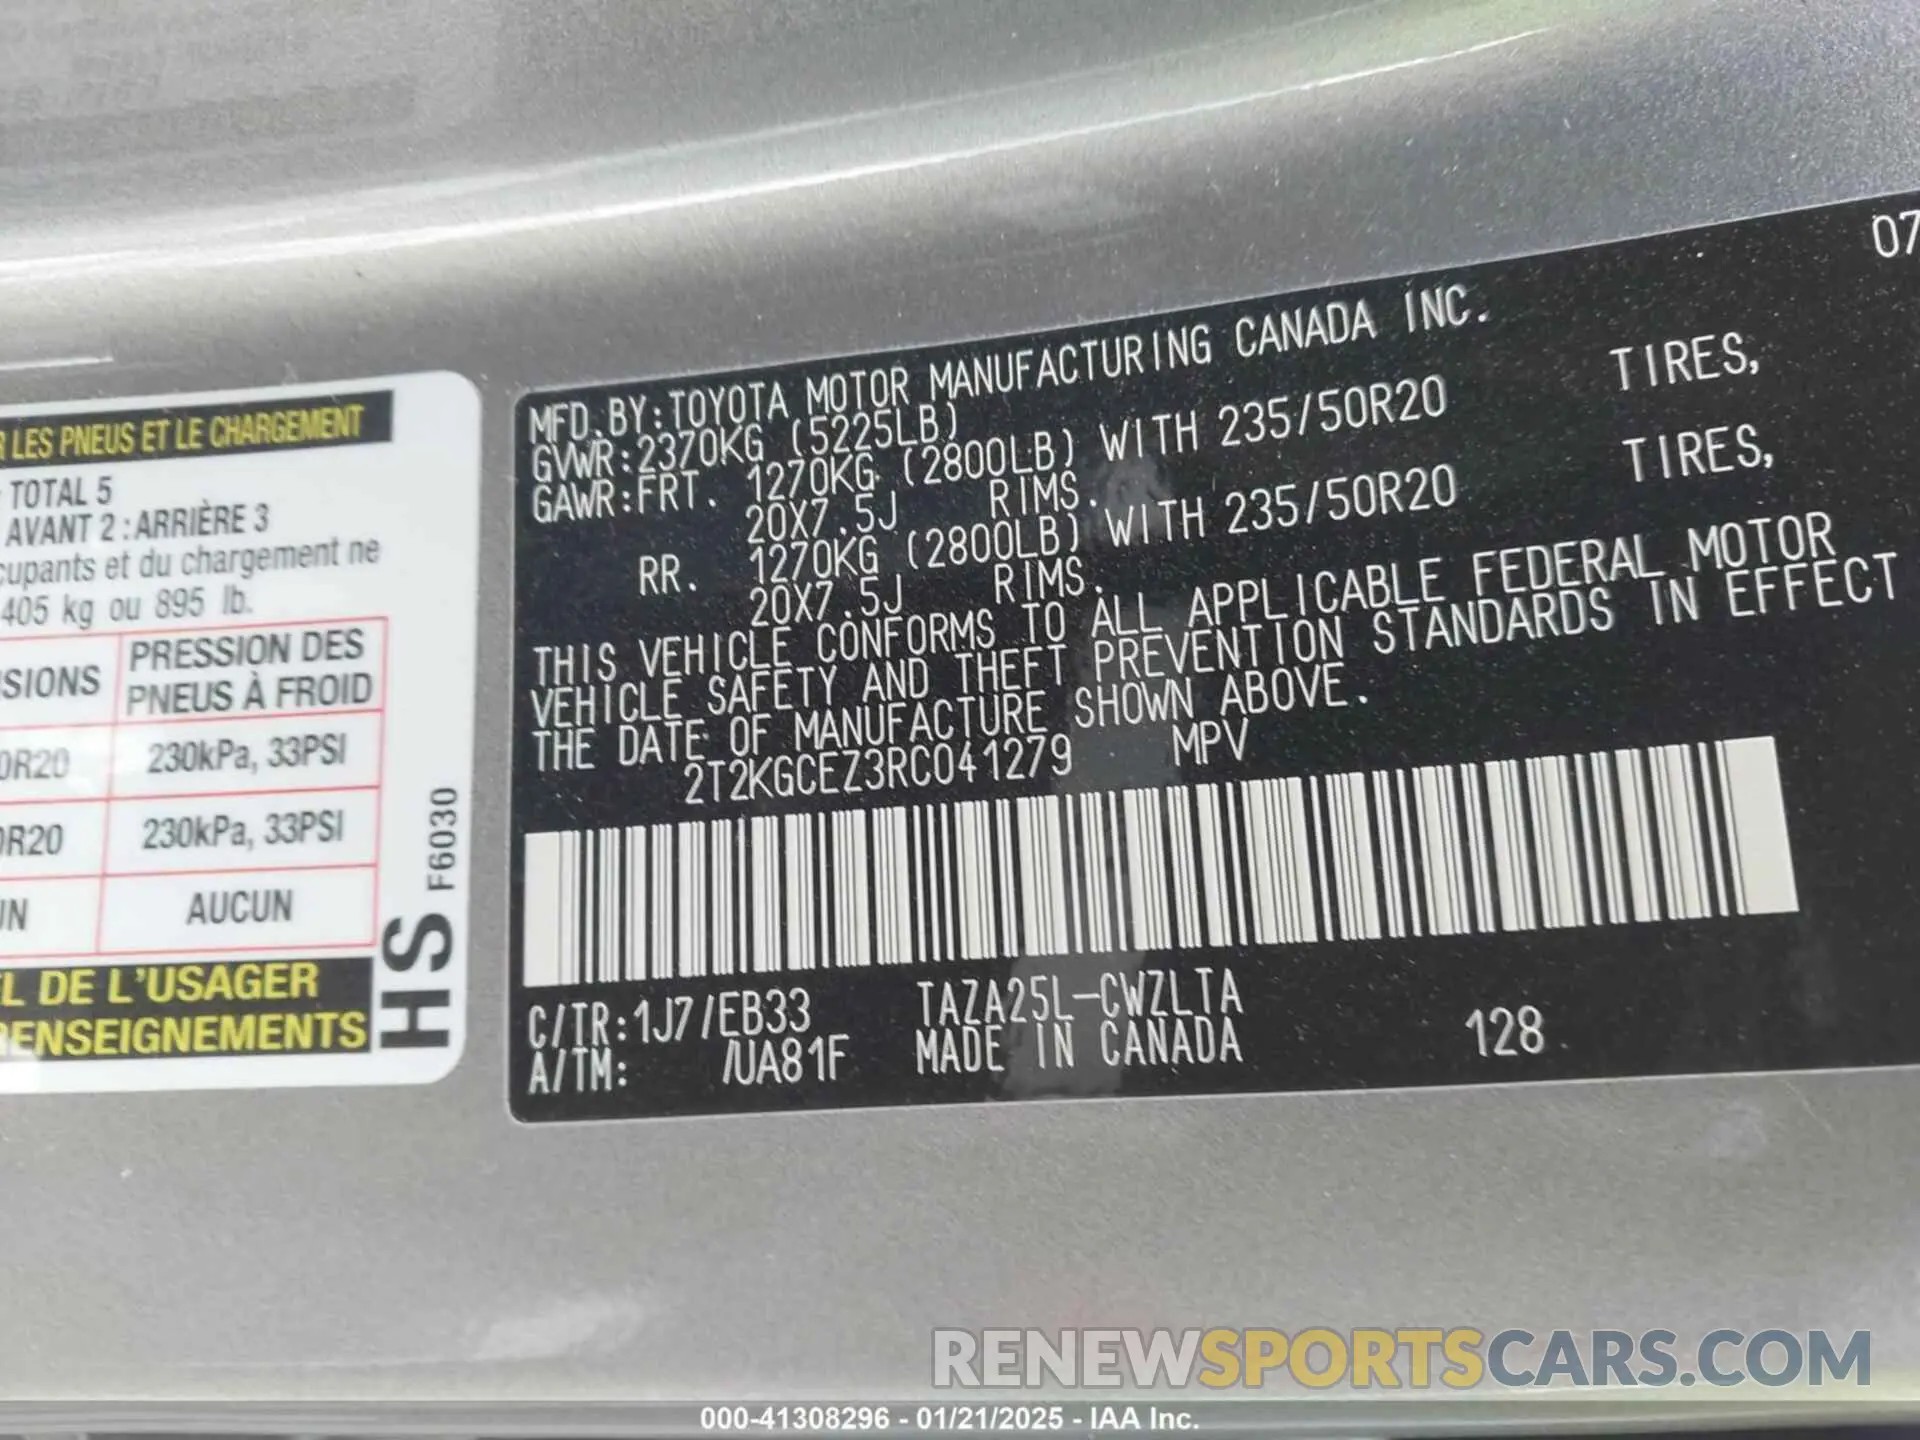 R LES PNEUS ET LE CHARGEMENT
TOTAL 5
AVANT 2 : ARRIÈRE 3
cupants et du chargement ne
405 kg ou 895 lb.
SIONS
PRESSION DES
PNEUS À FROID
0R20
230kPa, 33PSI
0R20
230kPa, 33PSI
UN
AUCUN
L DE L'USAGER
RENSEIGNEMENTS
HS F6030
07
MFD. BY: TOYOTA MOTOR MANUFACTURING CANADA INC.
GVWR: 2370KG (5225LB)
GAWR: FRT. 1270KG (2800LB) WITH 235/50R20 TIRES,
20X7.5J RIMS.
RR. 1270KG (2800LB) WITH 235/50R20 TIRES,
20X7.5J RIMS.
THIS VEHICLE CONFORMS TO ALL APPLICABLE FEDERAL MOTOR
VEHICLE SAFETY AND THEFT PREVENTION STANDARDS IN EFFECT
THE DATE OF MANUFACTURE SHOWN ABOVE.
2T2KGCEZ3RC041279 MPV
C/TR: 1J7/EB33 TAZA25L-CWZLTA
A/TM: /UA81F MADE IN CANADA 128
RENEWSPORTSCARS.COM
000-41308296 - 01/21/2025 - IAA Inc.